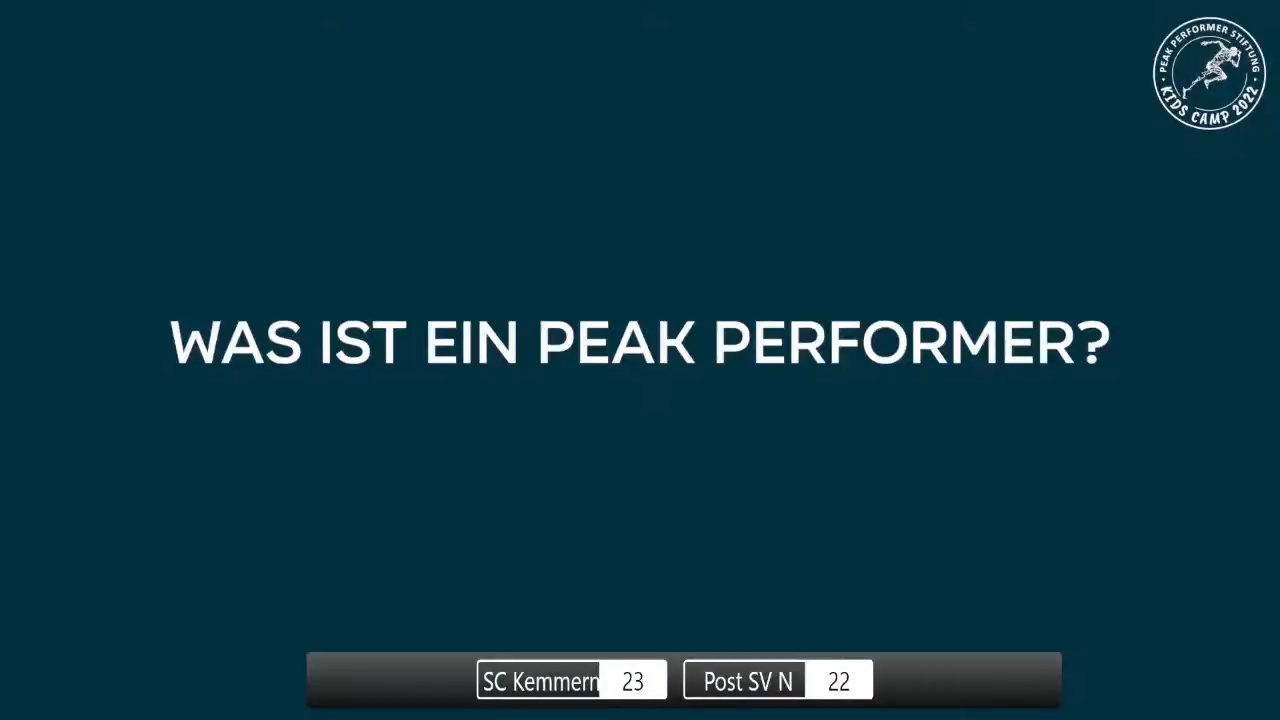 PEAK PERFORMER STIFTUNG
KIDS CAMP 2022
WAS IST EIN PEAK PERFORMER?
SC Kemmern 23 Post SV N 22